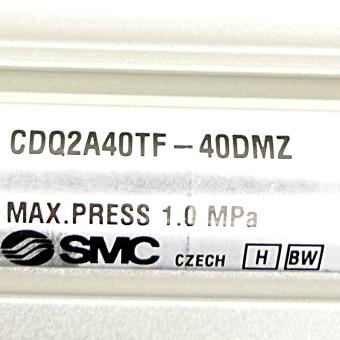 CDQ2A40TF-40DMZ
MAX.PRESS 1.0 MPa
SMC CZECH H BW